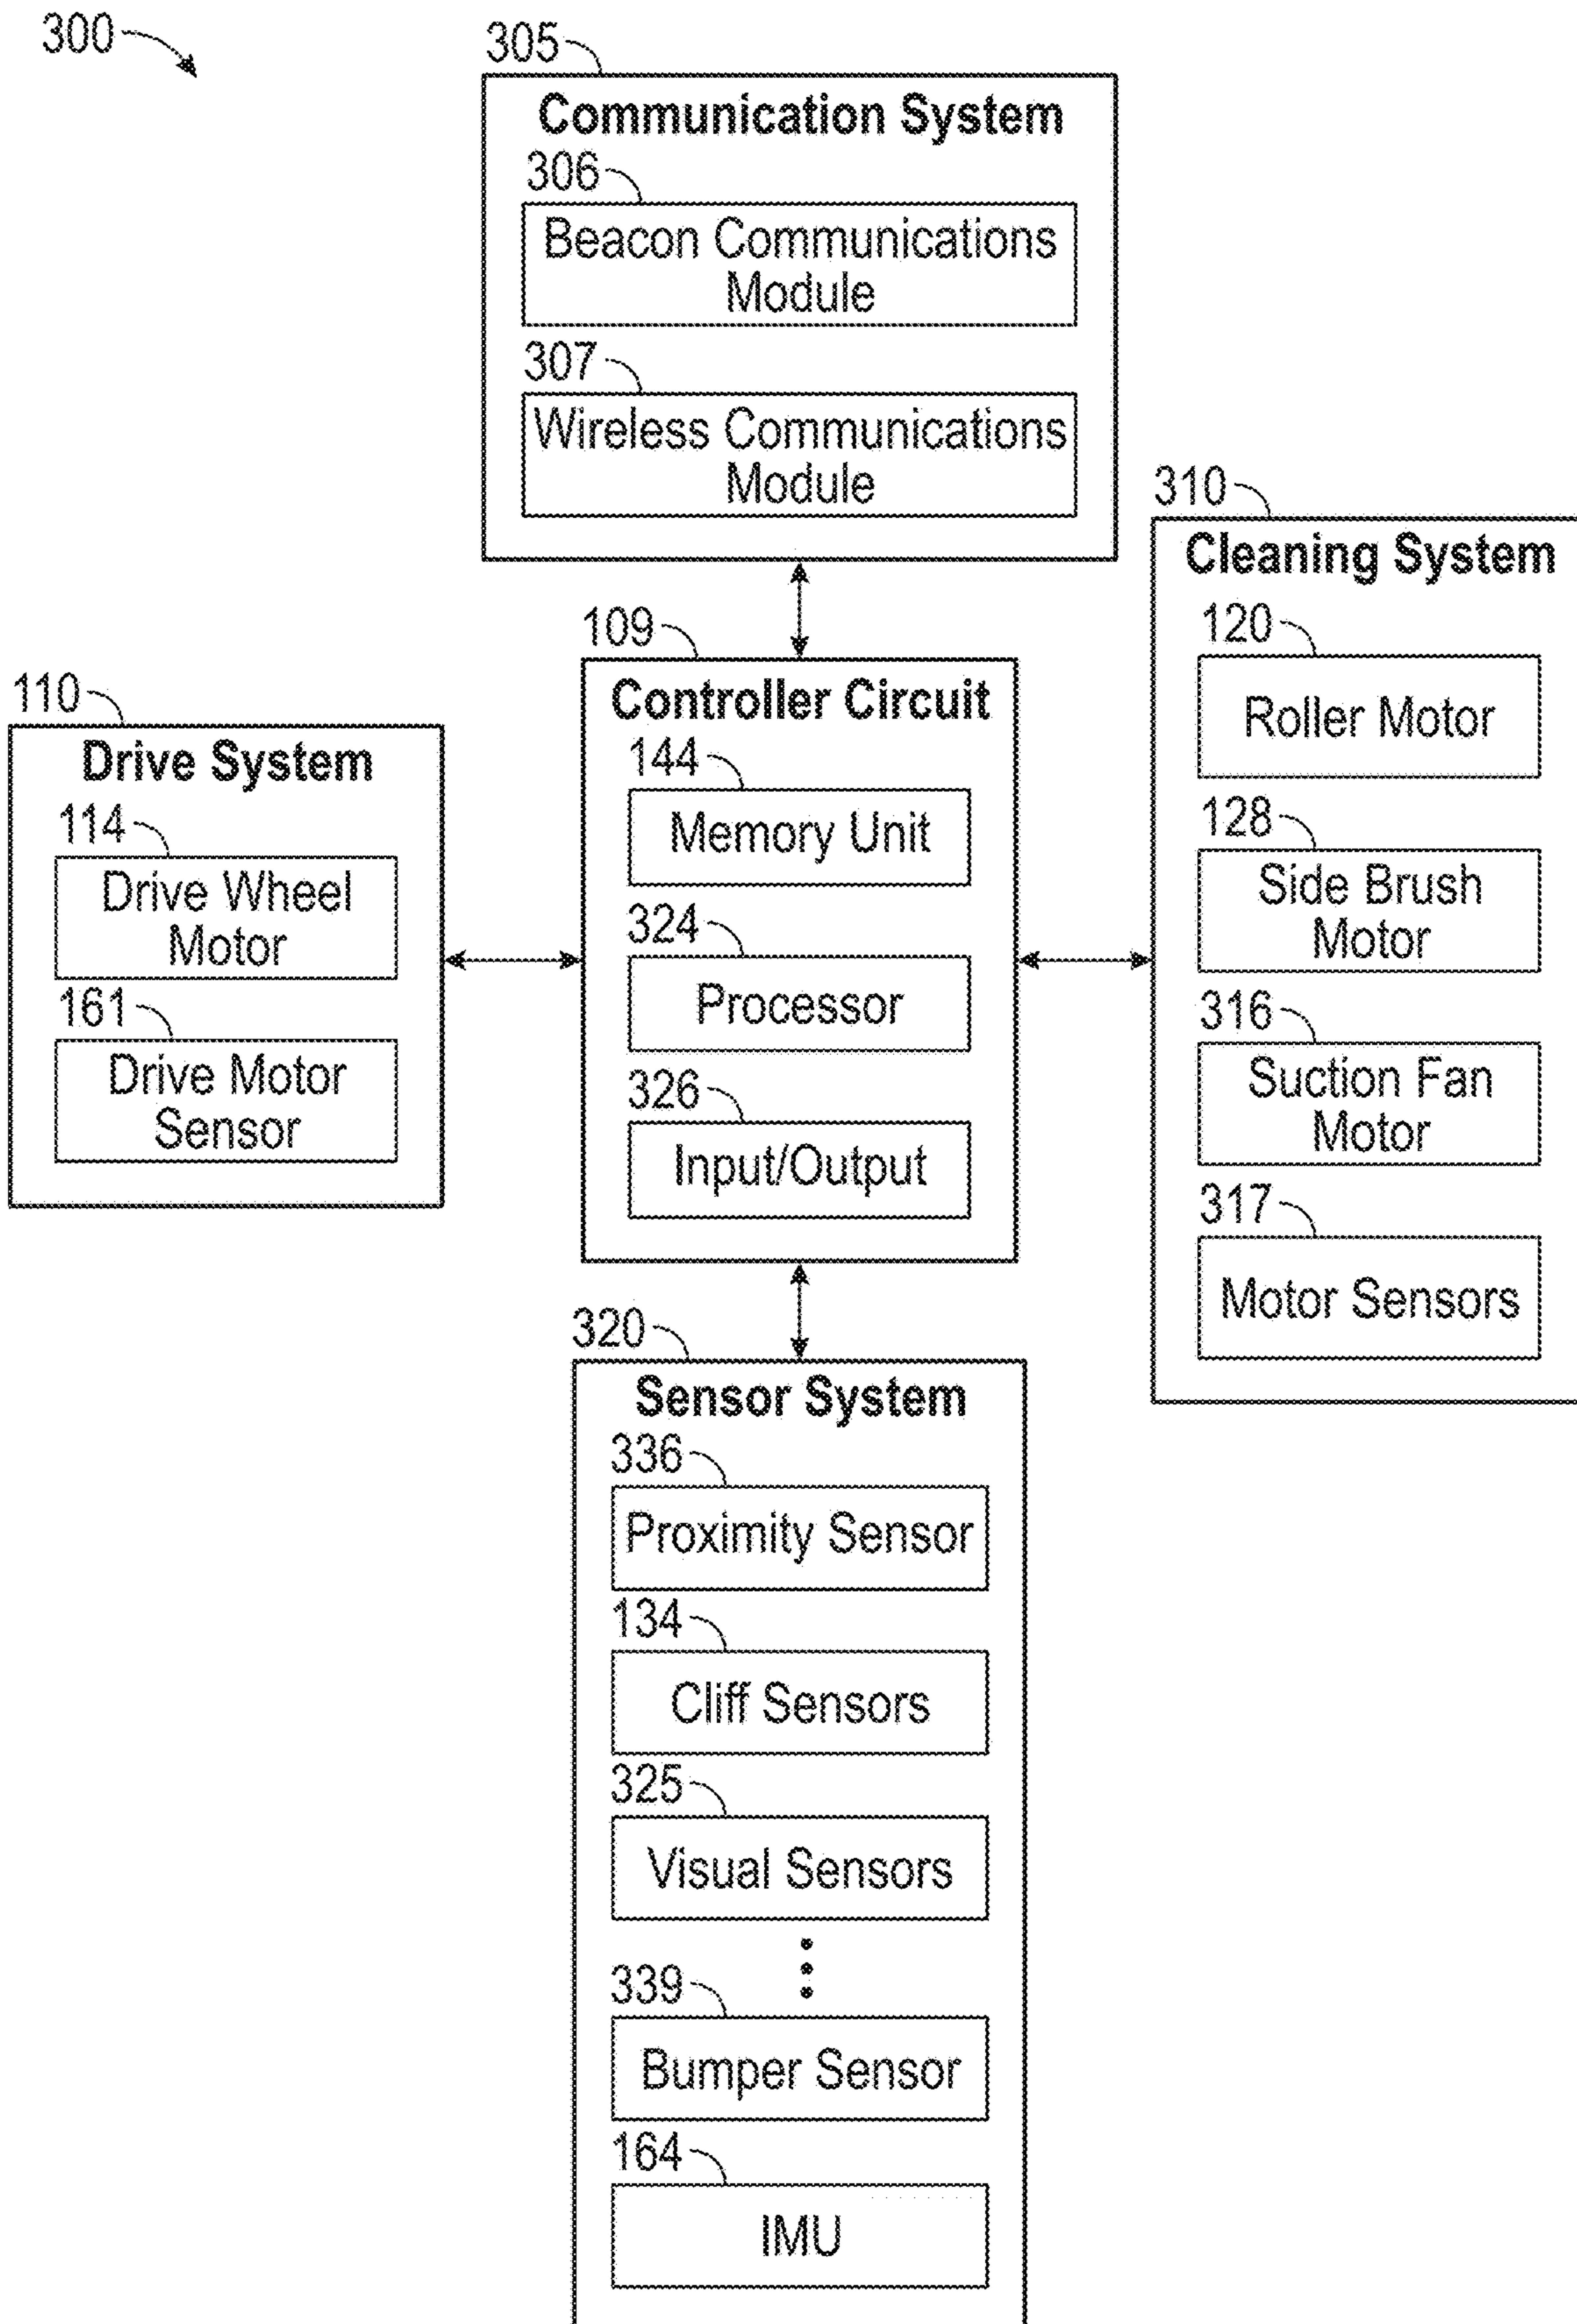 300
305
Communication System
306
Beacon Communications
Module
307
Wireless Communications
Module
310
Cleaning System
120
Roller Motor
128
Side Brush
Motor
316
Suction Fan
Motor
317
Motor Sensors
109
Controller Circuit
144
Memory Unit
324
Processor
326
Input/Output
110
Drive System
114
Drive Wheel
Motor
161
Drive Motor
Sensor
320
Sensor System
336
Proximity Sensor
134
Cliff Sensors
325
Visual Sensors
339
Bumper Sensor
164
IMU